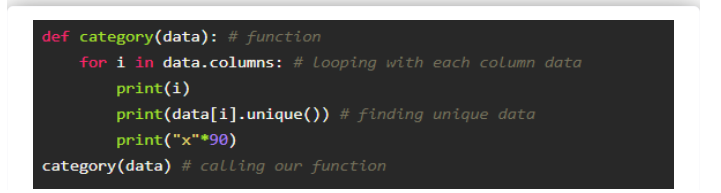 def category(data): # function
    for i in data.columns: # looping with each column data
        print(i)
        print(data[i].unique()) # finding unique data
        print("x"*90)
category(data) # calling our function